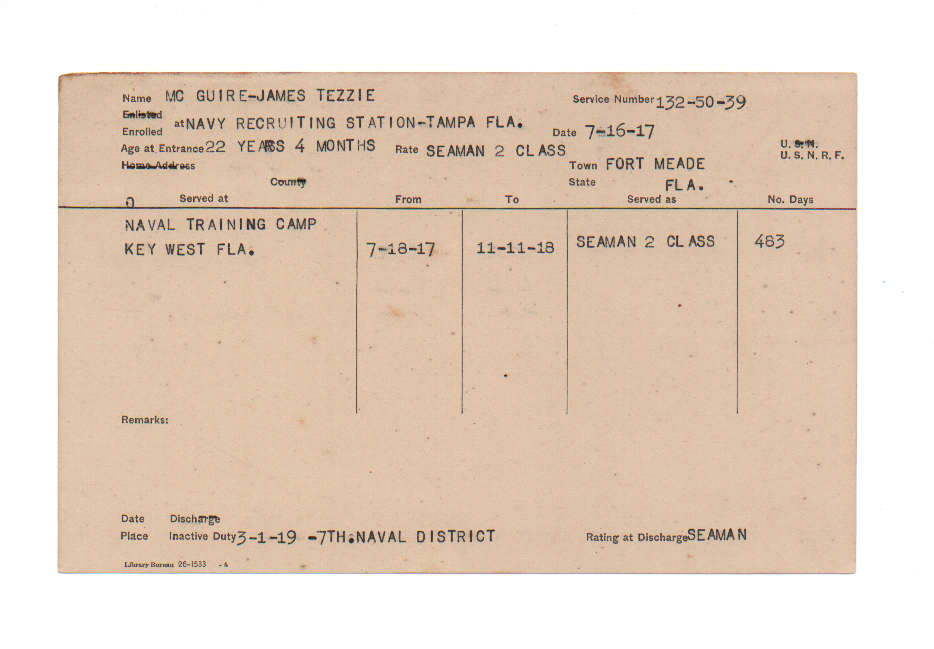 Name MC GUIRE-JAMES TEZZIE Service Number 132-50-39
Enlisted
Enrolled at NAVY RECRUITING STATION-TAMPA FLA. Date 7-16-17
Age at Entrance 22 YEARS 4 MONTHS Rate SEAMAN 2 CLASS U. S. N.
U. S. N. R. F.
Home Address Town FORT MEADE
County State FLA.
Served at From To Served as No. Days
NAVAL TRAINING CAMP
KEY WEST FLA. 7-18-17 11-11-18 SEAMAN 2 CLASS 483
Remarks:
Date Discharge
Place Inactive Duty 3-1-19 -7TH.NAVAL DISTRICT Rating at Discharge SEAMAN
Library Bureau 26-1533 - A